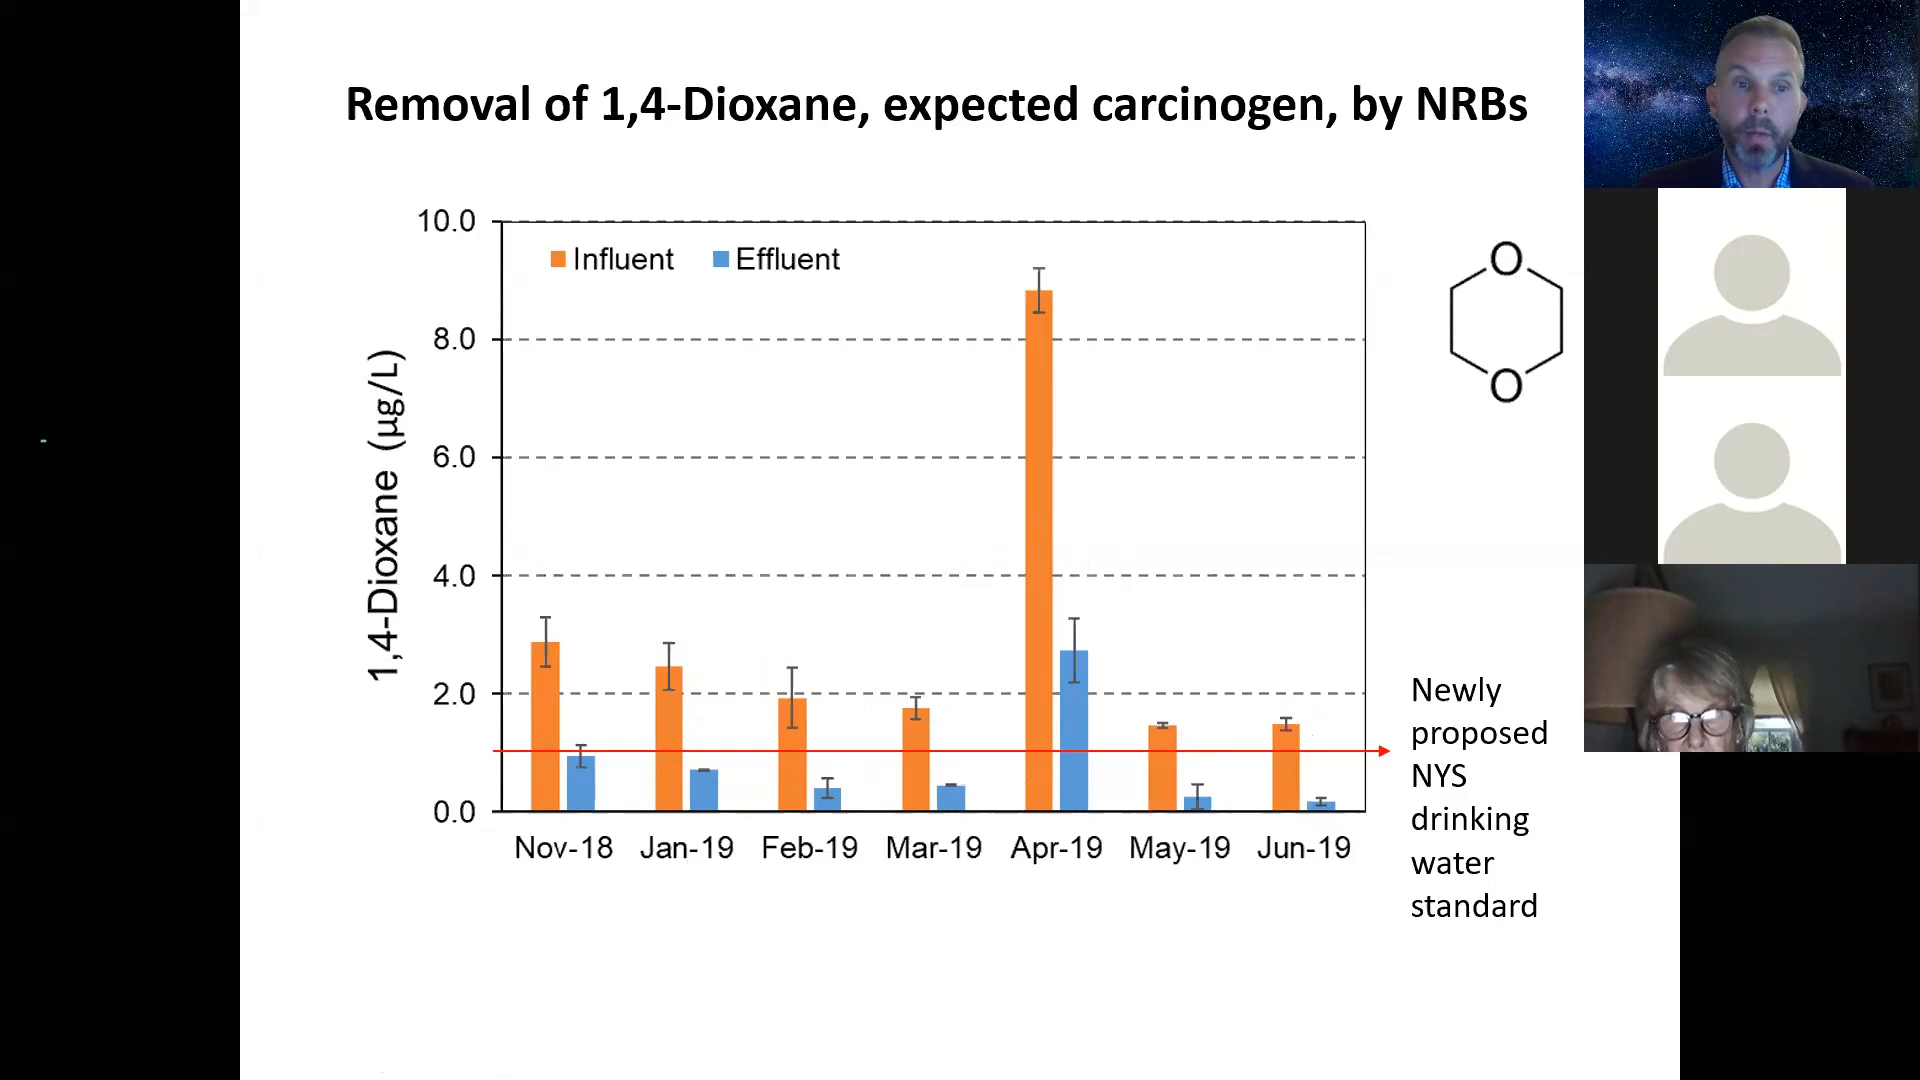 Removal of 1,4-Dioxane, expected carcinogen, by NRBs
Influent
Effluent
1,4-Dioxane (µg/L)
10.0
8.0
6.0
4.0
2.0
0.0
Nov-18
Jan-19
Feb-19
Mar-19
Apr-19
May-19
Jun-19
O
O
Newly
proposed
NYS
drinking
water
standard